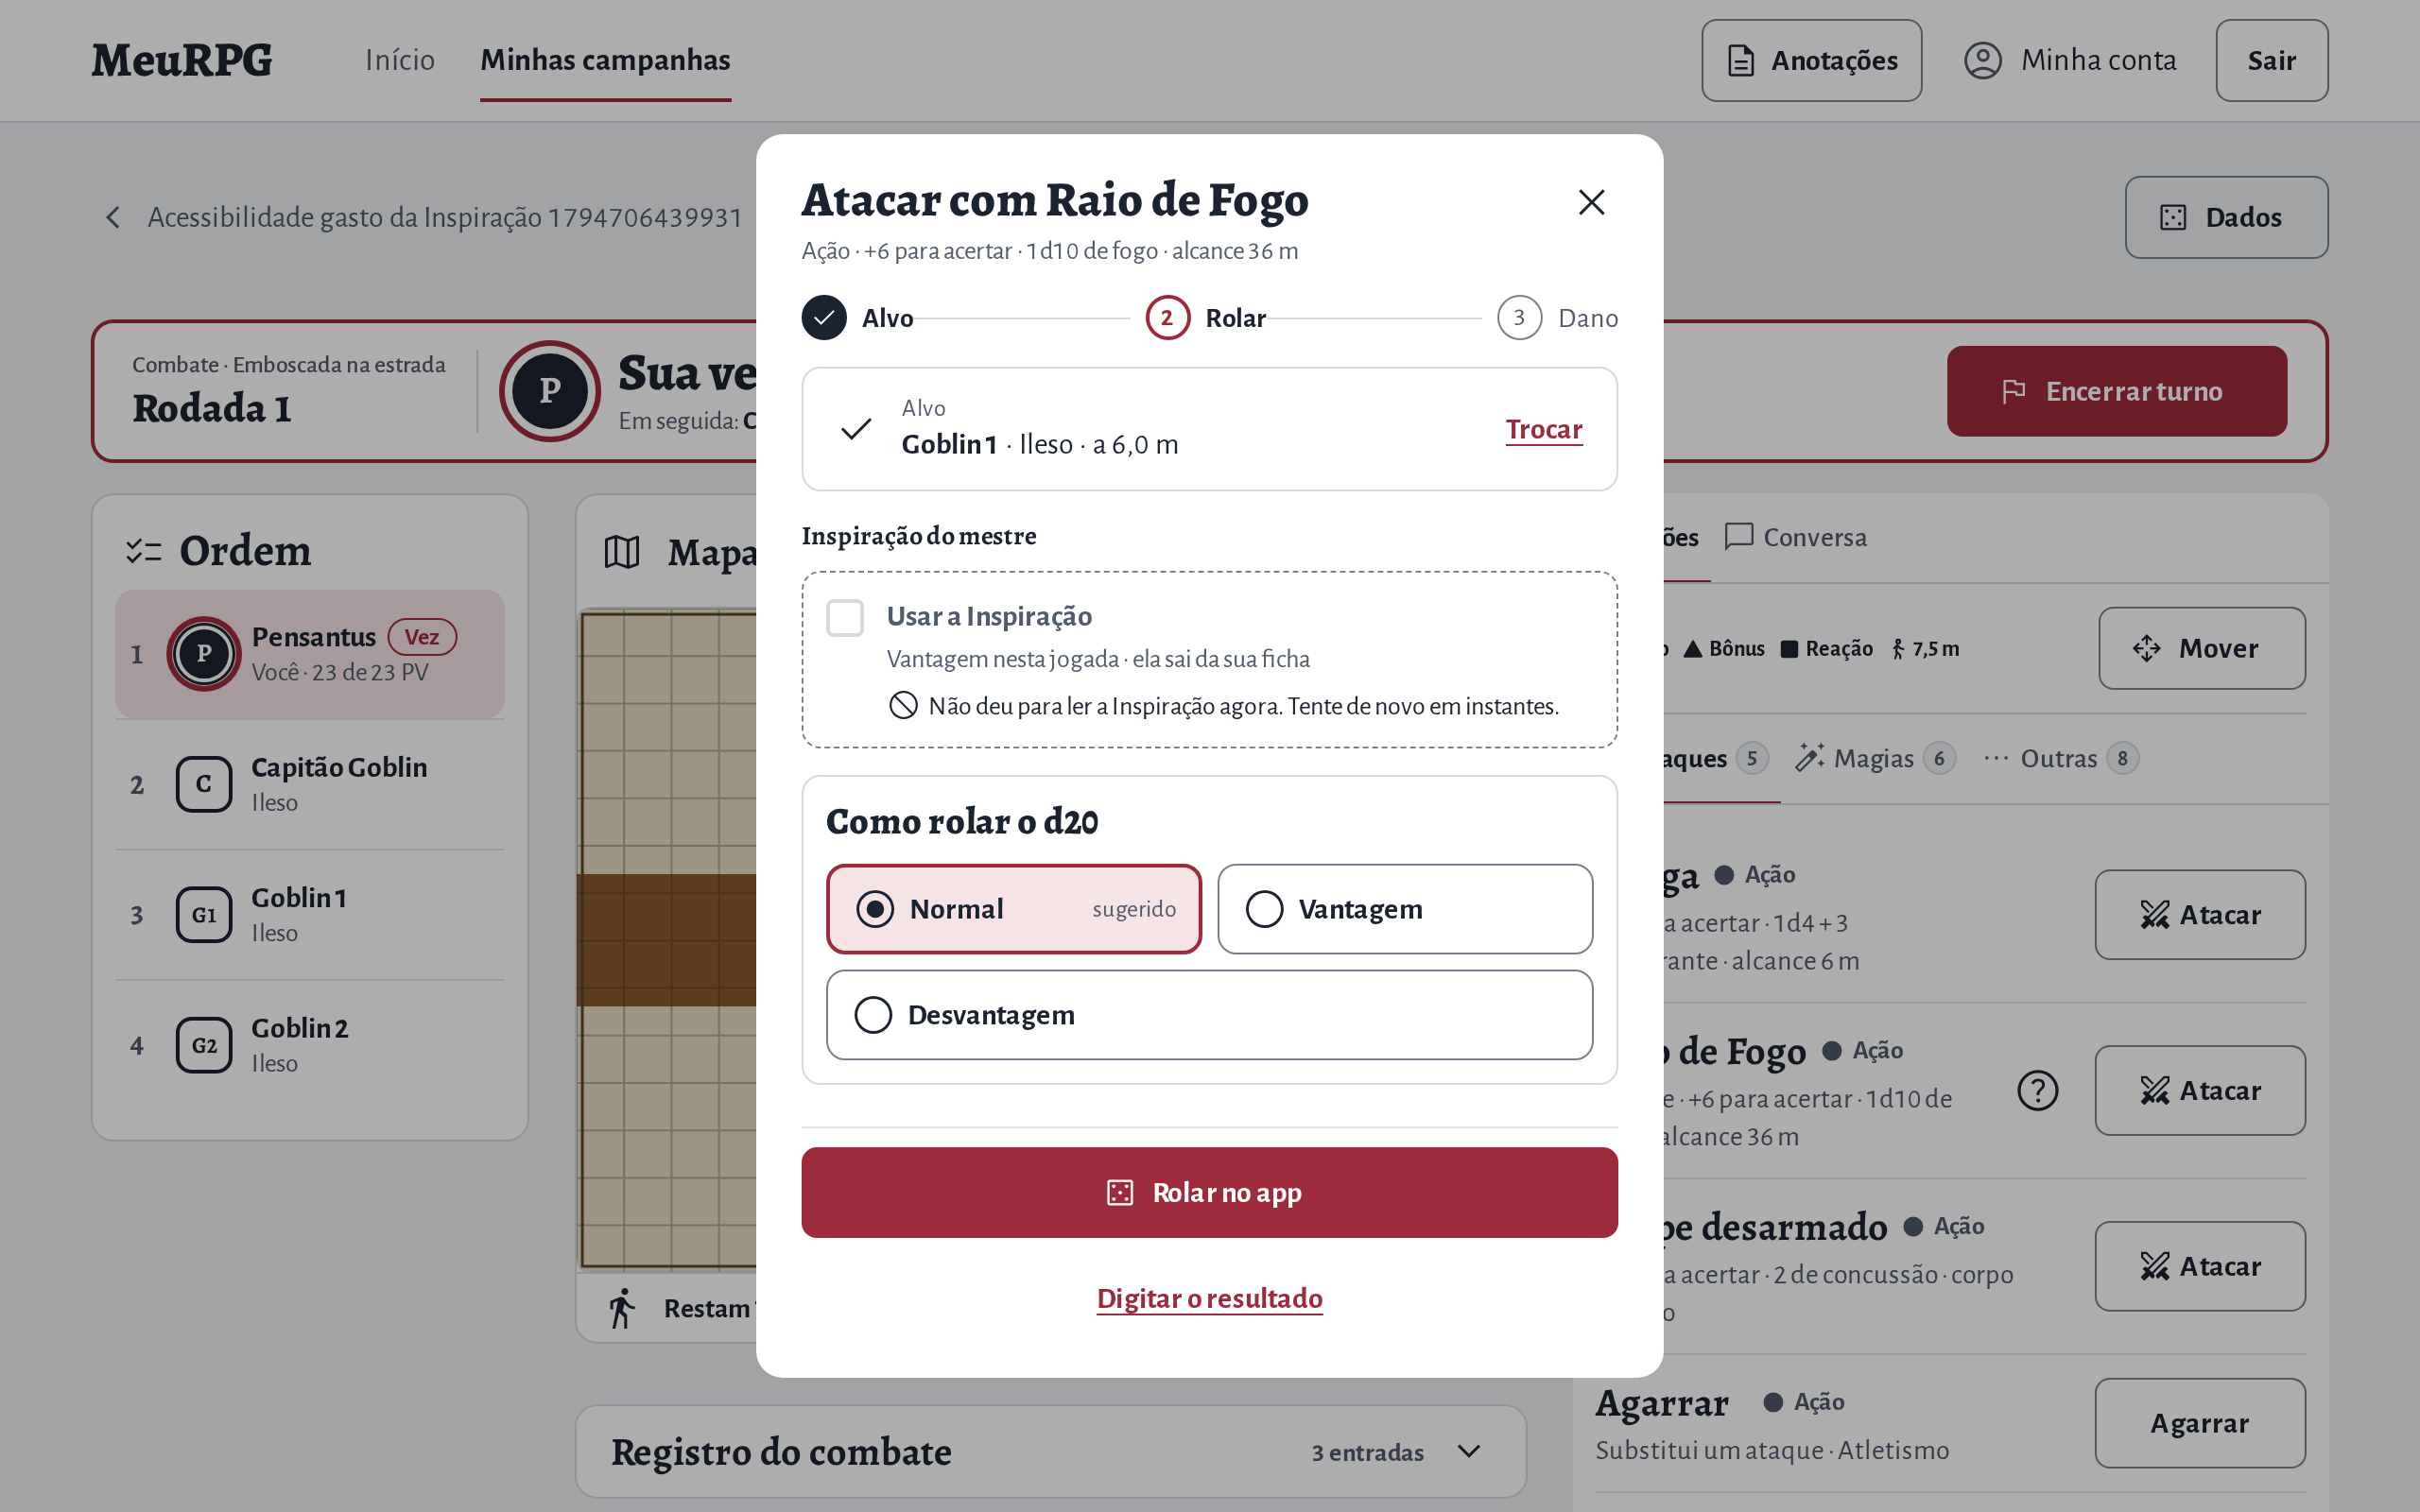 MeuRPG
Início
Minhas campanhas
Anotações
Minha conta
Sair
Acessibilidade gasto da Inspiração 1794706439931
Dados
Combate · Emboscada na estrada
Rodada 1
P
Sua
Em seguida:
Encerrar turno
Ordem
1
P
Pensantus
Vez
Você · 23 de 23 PV
2
C
Capitão Goblin
Ileso
3
G1
Goblin 1
Ileso
4
G2
Goblin 2
Ileso
Mapa
Restam
Registro do combate
3 entradas
Atacar com Raio de Fogo
Ação · +6 para acertar · 1d10 de fogo · alcance 36 m
Alvo
2
Rolar
3
Dano
Alvo
Goblin 1 · Ileso · a 6,0 m
Trocar
Inspiração do mestre
Usar a Inspiração
Vantagem nesta jogada · ela sai da sua ficha
Não deu para ler a Inspiração agora. Tente de novo em instantes.
Como rolar o d20
Normal
sugerido
Vantagem
Desvantagem
Rolar no app
Digitar o resultado
Conversa
Bônus
Reação
7,5 m
Mover
5
Magias
6
Outras
8
Ação
acertar · 1d4 + 3
· alcance 6 m
Atacar
de Fogo
Ação
· +6 para acertar · 1d10 de
alcance 36 m
Atacar
desarmado
Ação
acertar · 2 de concussão · corpo
Atacar
Agarrar
Ação
Substitui um ataque · Atletismo
Agarrar